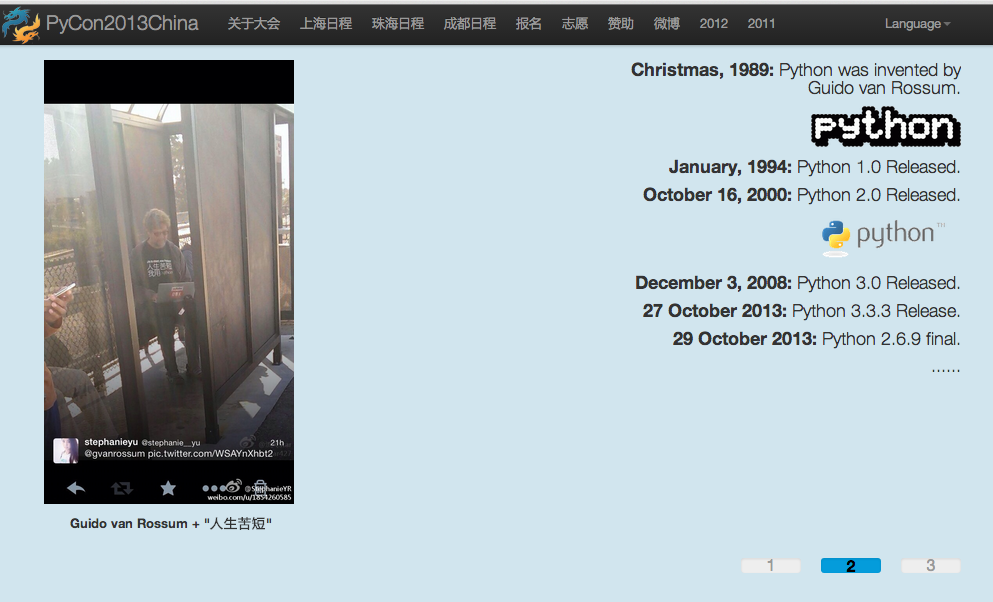 PyCon2013China 关于大会 上海日程 珠海日程 成都日程 报名 志愿 赞助 微博 2012 2011 Language
Christmas, 1989: Python was invented by
Guido van Rossum.
python
January, 1994: Python 1.0 Released.
October 16, 2000: Python 2.0 Released.
python™
December 3, 2008: Python 3.0 Released.
27 October 2013: Python 3.3.3 Release.
29 October 2013: Python 2.6.9 final.
......
人生苦短
stephanieyu @stephanie__yu 21h
@gvanrossum pic.twitter.com/WSAYnXhbt2
@StephanieYR
weibo.com/u/1854260585
Guido van Rossum + "人生苦短"
1 2 3